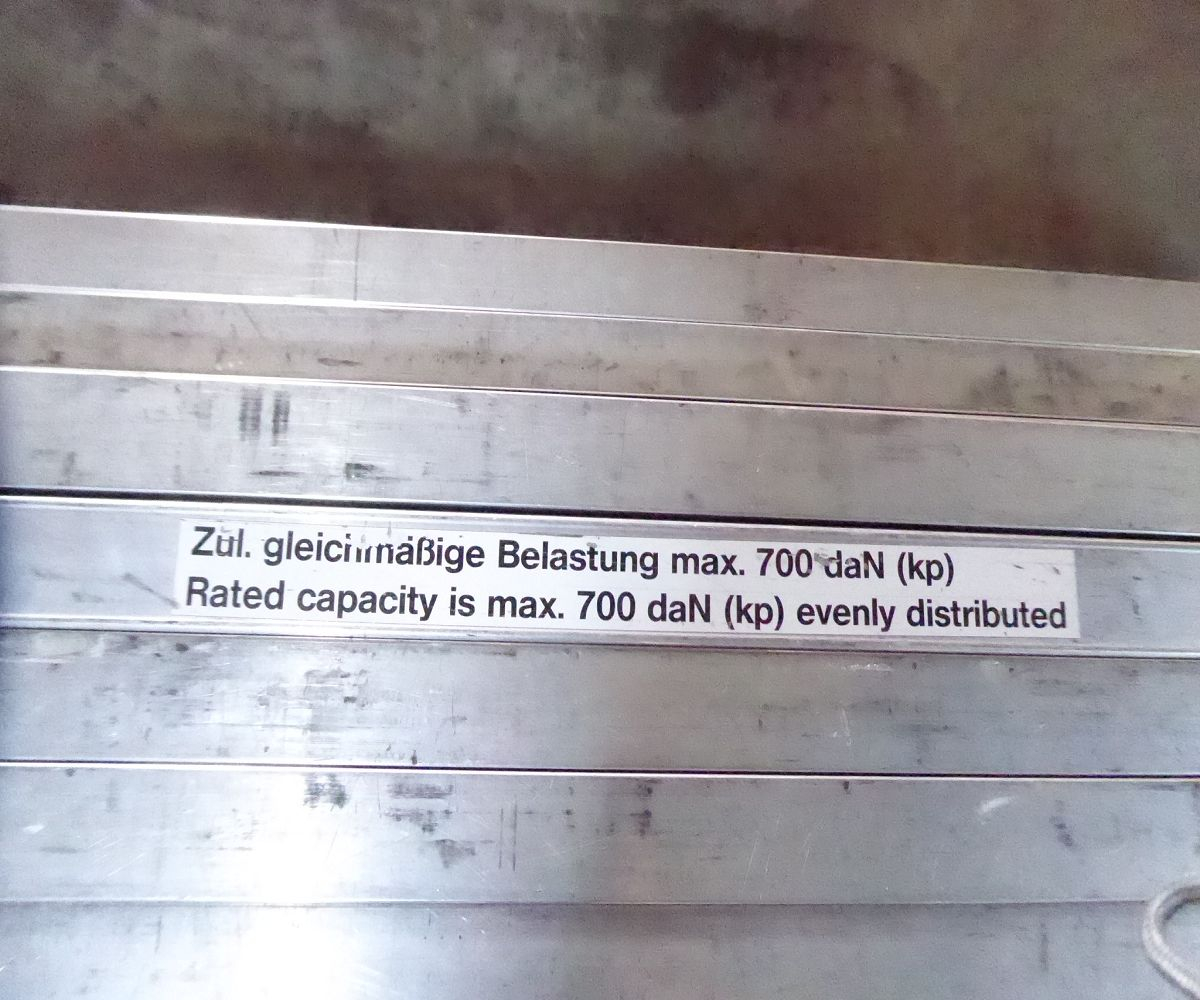 Zul. gleichmäßige Belastung max. 700 daN (kp)
Rated capacity is max. 700 daN (kp) evenly distributed